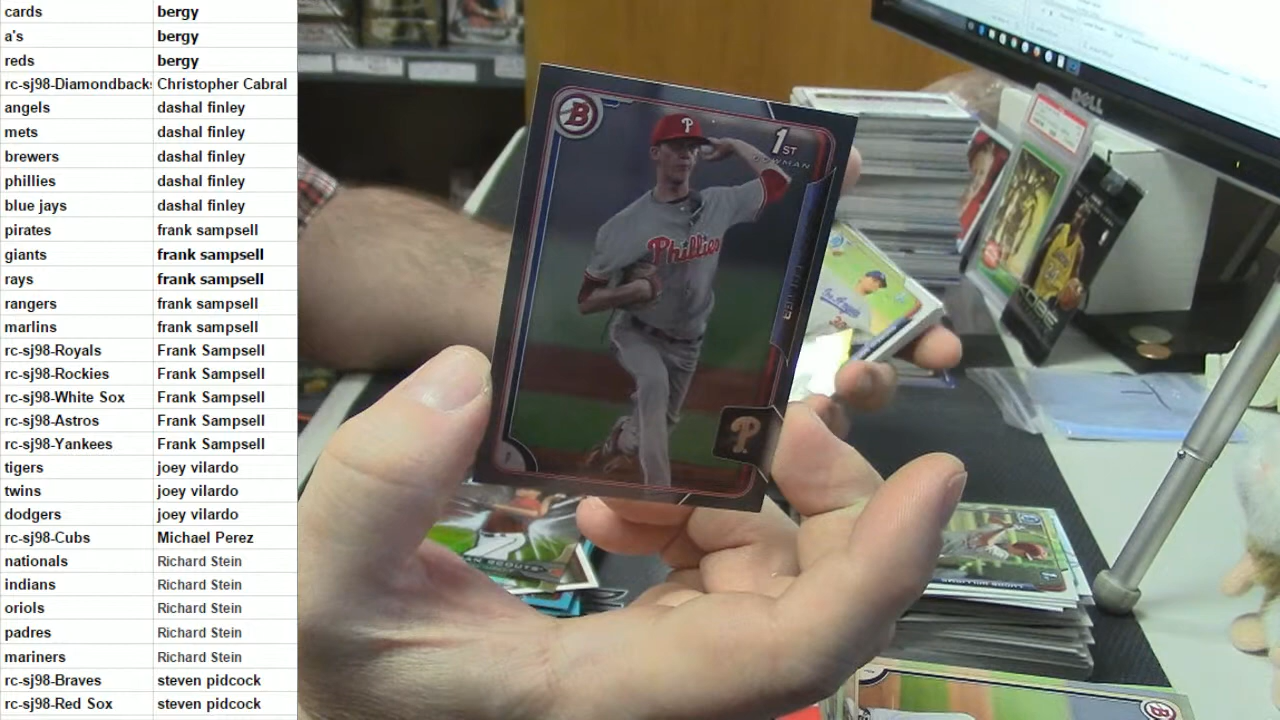 cards bergy
a's bergy
reds bergy
rc-sj98-Diamondbacks Christopher Cabral
angels dashal finley
mets dashal finley
brewers dashal finley
phillies dashal finley
blue jays dashal finley
pirates frank sampsell
giants frank sampsell
rays frank sampsell
rangers frank sampsell
marlins frank sampsell
rc-sj98-Royals Frank Sampsell
rc-sj98-Rockies Frank Sampsell
rc-sj98-White Sox Frank Sampsell
rc-sj98-Astros Frank Sampsell
rc-sj98-Yankees Frank Sampsell
tigers joey vilardo
twins joey vilardo
dodgers joey vilardo
rc-sj98-Cubs Michael Perez
nationals Richard Stein
indians Richard Stein
oriols Richard Stein
padres Richard Stein
mariners Richard Stein
rc-sj98-Braves steven pidcock
rc-sj98-Red Sox steven pidcock
B
P
1ST
BOWMAN
Phillies
P
DELL